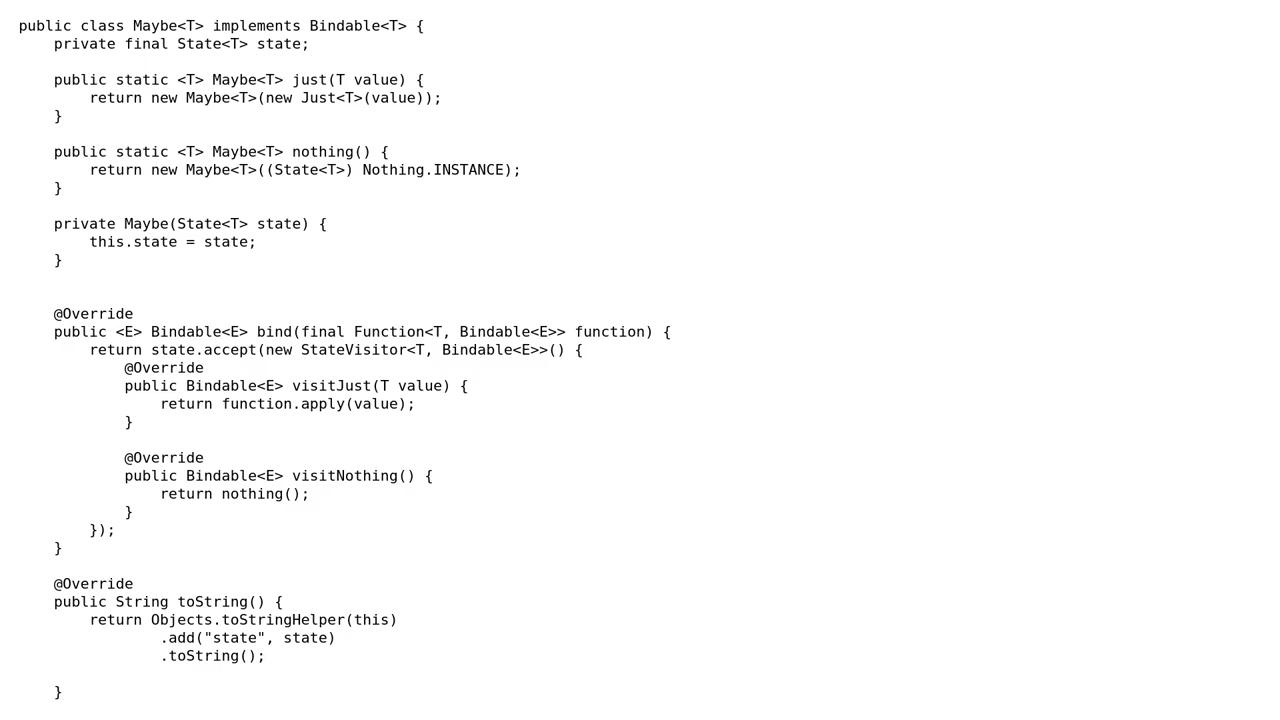 public class Maybe<T> implements Bindable<T> {
    private final State<T> state;

    public static <T> Maybe<T> just(T value) {
        return new Maybe<T>(new Just<T>(value));
    }

    public static <T> Maybe<T> nothing() {
        return new Maybe<T>((State<T>) Nothing.INSTANCE);
    }

    private Maybe(State<T> state) {
        this.state = state;
    }


    @Override
    public <E> Bindable<E> bind(final Function<T, Bindable<E>> function) {
        return state.accept(new StateVisitor<T, Bindable<E>>() {
            @Override
            public Bindable<E> visitJust(T value) {
                return function.apply(value);
            }

            @Override
            public Bindable<E> visitNothing() {
                return nothing();
            }
        });
    }

    @Override
    public String toString() {
        return Objects.toStringHelper(this)
                .add("state", state)
                .toString();

    }